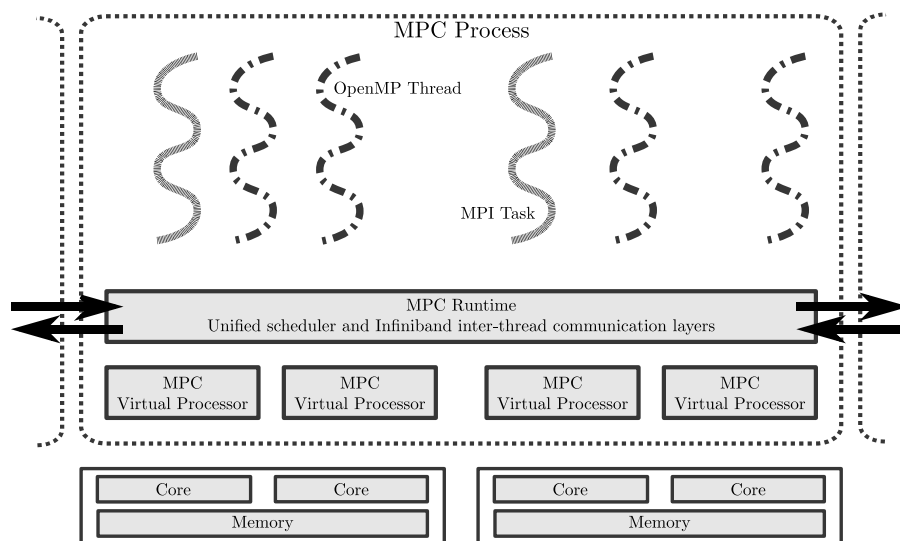 MPC Process
OpenMP Thread
MPI Task
MPC Runtime
Unified scheduler and Infiniband inter-thread communication layers
MPC
Virtual Processor
MPC
Virtual Processor
MPC
Virtual Processor
MPC
Virtual Processor
Core
Core
Core
Core
Memory
Memory